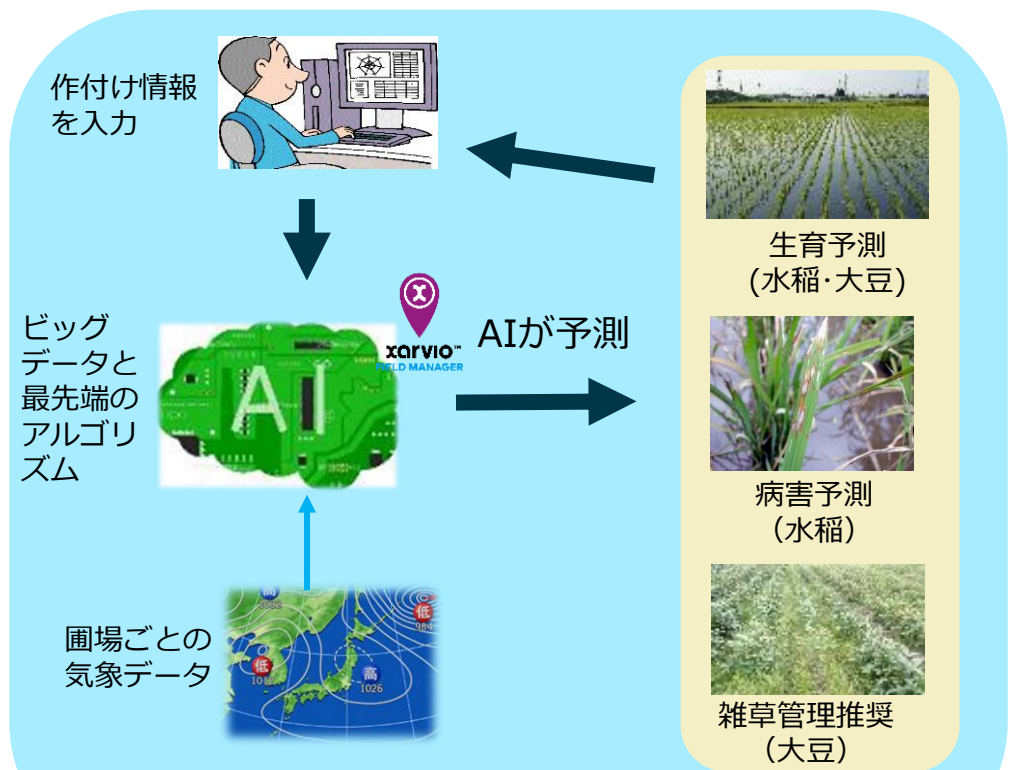 作付け情報
を入力
ビッグ
データと
最先端の
アルゴリ
ズム
AI
xarvio™
FIELD MANAGER
AIが予測
圃場ごとの
気象データ
高
低
984
低
高
1026
生育予測
(水稲･大豆)
病害予測
(水稲)
雑草管理推奨
(大豆)